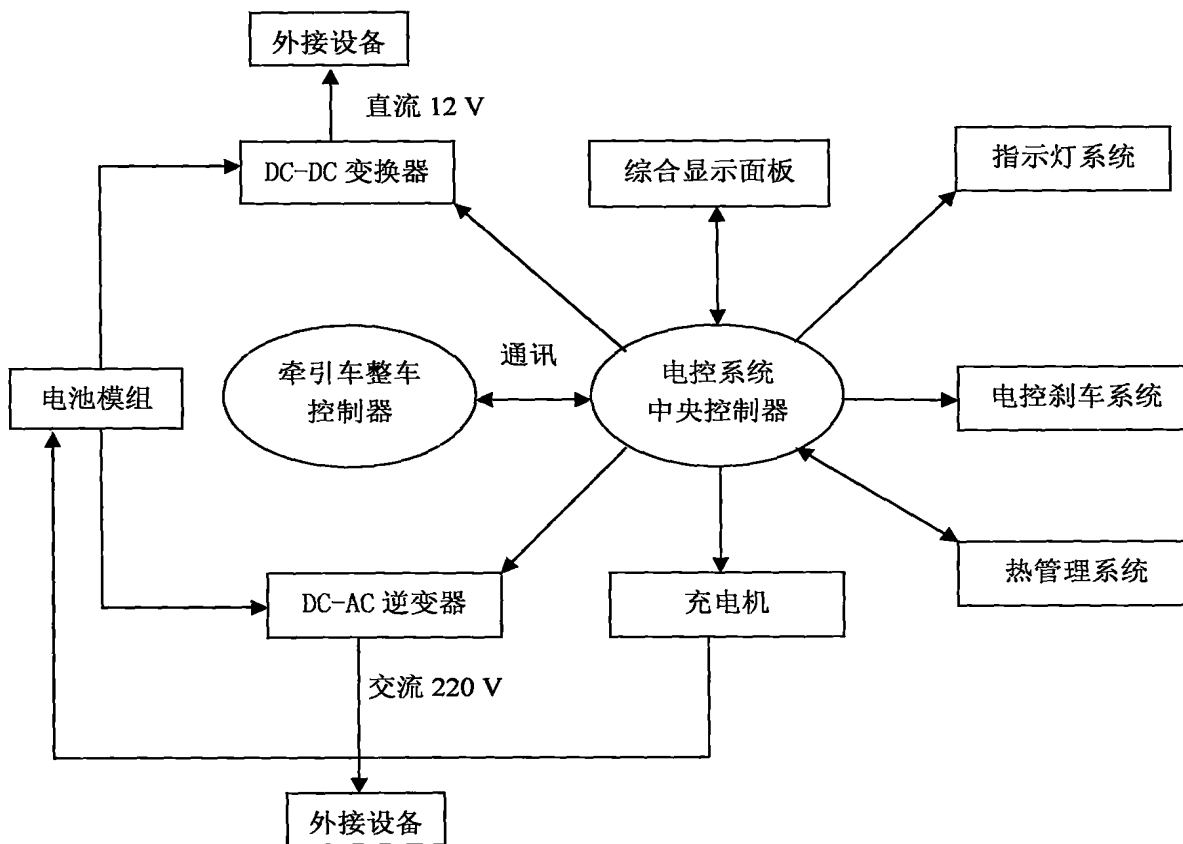 外接设备
直流 12 V
DC-DC 变换器
综合显示面板
指示灯系统
通讯
牵引车整车
控制器
电控系统
中央控制器
电池模组
电控刹车系统
热管理系统
DC-AC 逆变器
充电机
交流 220 V
外接设备